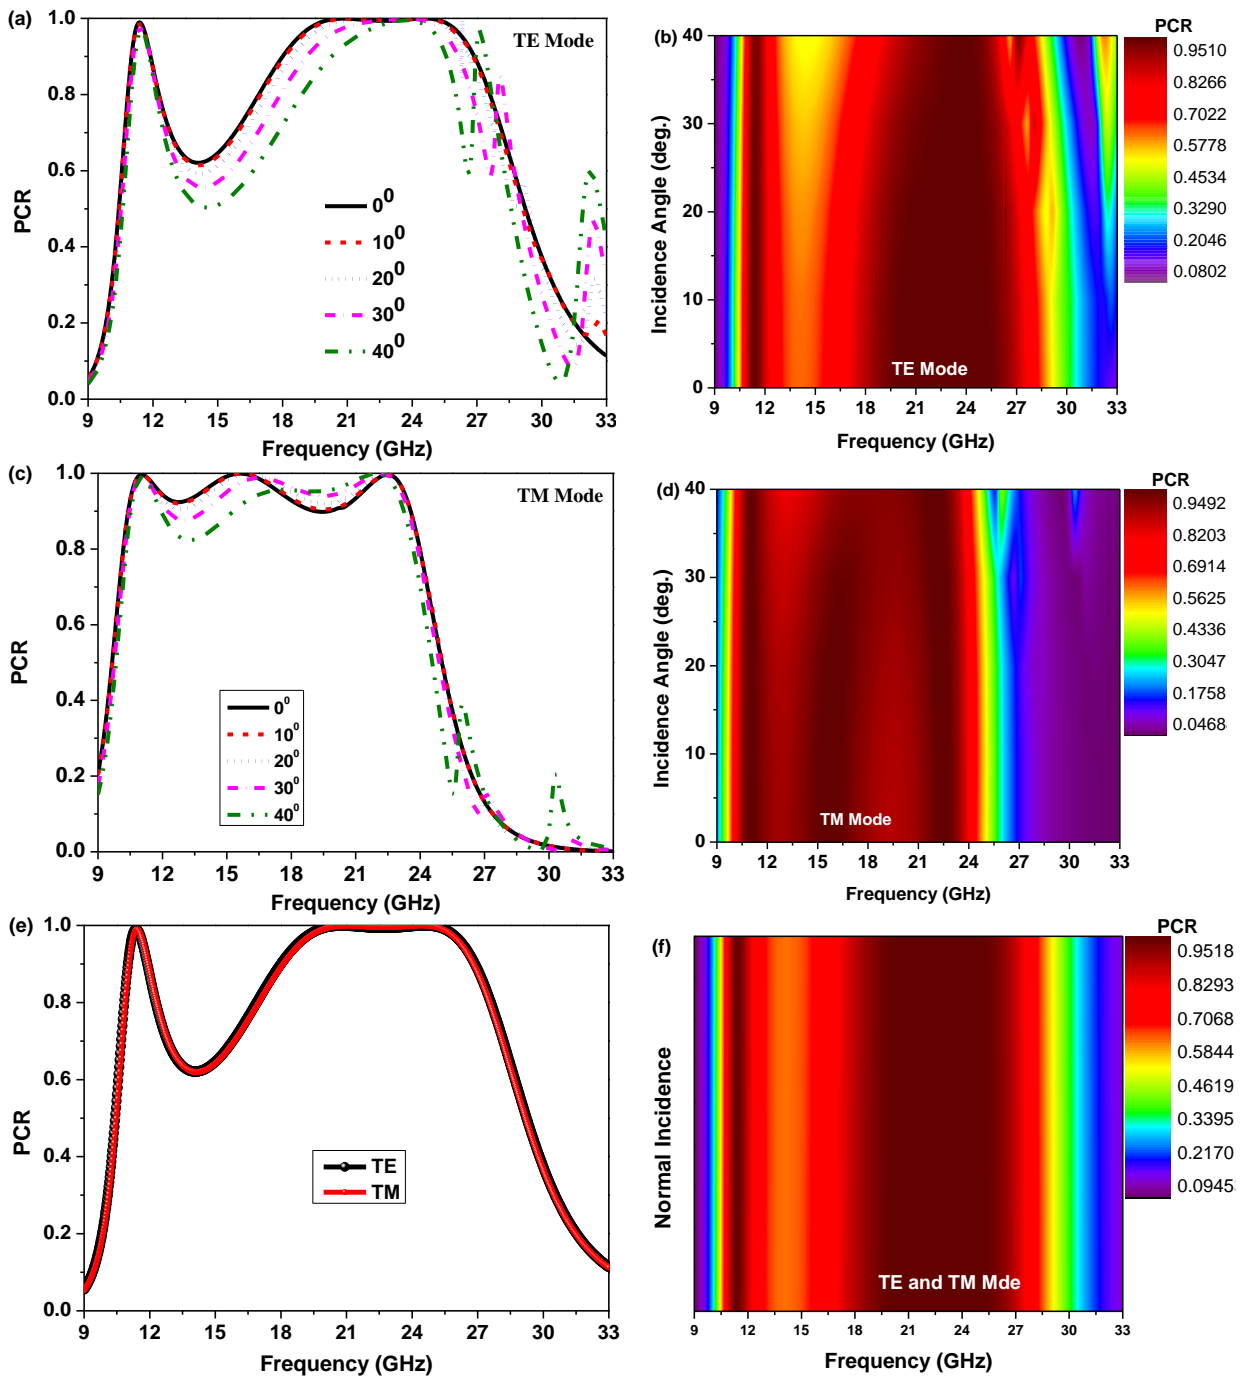 (a)
TE Mode
PCR
1.0
0.8
0.6
0.4
0.2
0.0
0⁰
10⁰
20⁰
30⁰
40⁰
9 12 15 18 21 24 27 30 33
Frequency (GHz)
(b)
PCR
Incidence Angle (deg.)
40
30
20
10
0
0.9510
0.8266
0.7022
0.5778
0.4534
0.3290
0.2046
0.0802
TE Mode
9 12 15 18 21 24 27 30 33
Frequency (GHz)
(c)
TM Mode
PCR
1.0
0.8
0.6
0.4
0.2
0.0
0⁰
10⁰
20⁰
30⁰
40⁰
9 12 15 18 21 24 27 30 33
Frequency (GHz)
(d)
PCR
Incidence Angle (deg.)
40
30
20
10
0
0.9492
0.8203
0.6914
0.5625
0.4336
0.3047
0.1758
0.0468
TM Mode
9 12 15 18 21 24 27 30 33
Frequency (GHz)
(e)
PCR
1.0
0.8
0.6
0.4
0.2
0.0
TE
TM
9 12 15 18 21 24 27 30 33
Frequency (GHz)
(f)
PCR
Normal Incidence
0.9518
0.8293
0.7068
0.5844
0.4619
0.3395
0.2170
0.0945
TE and TM Mde
9 12 15 18 21 24 27 30 33
Frequency (GHz)